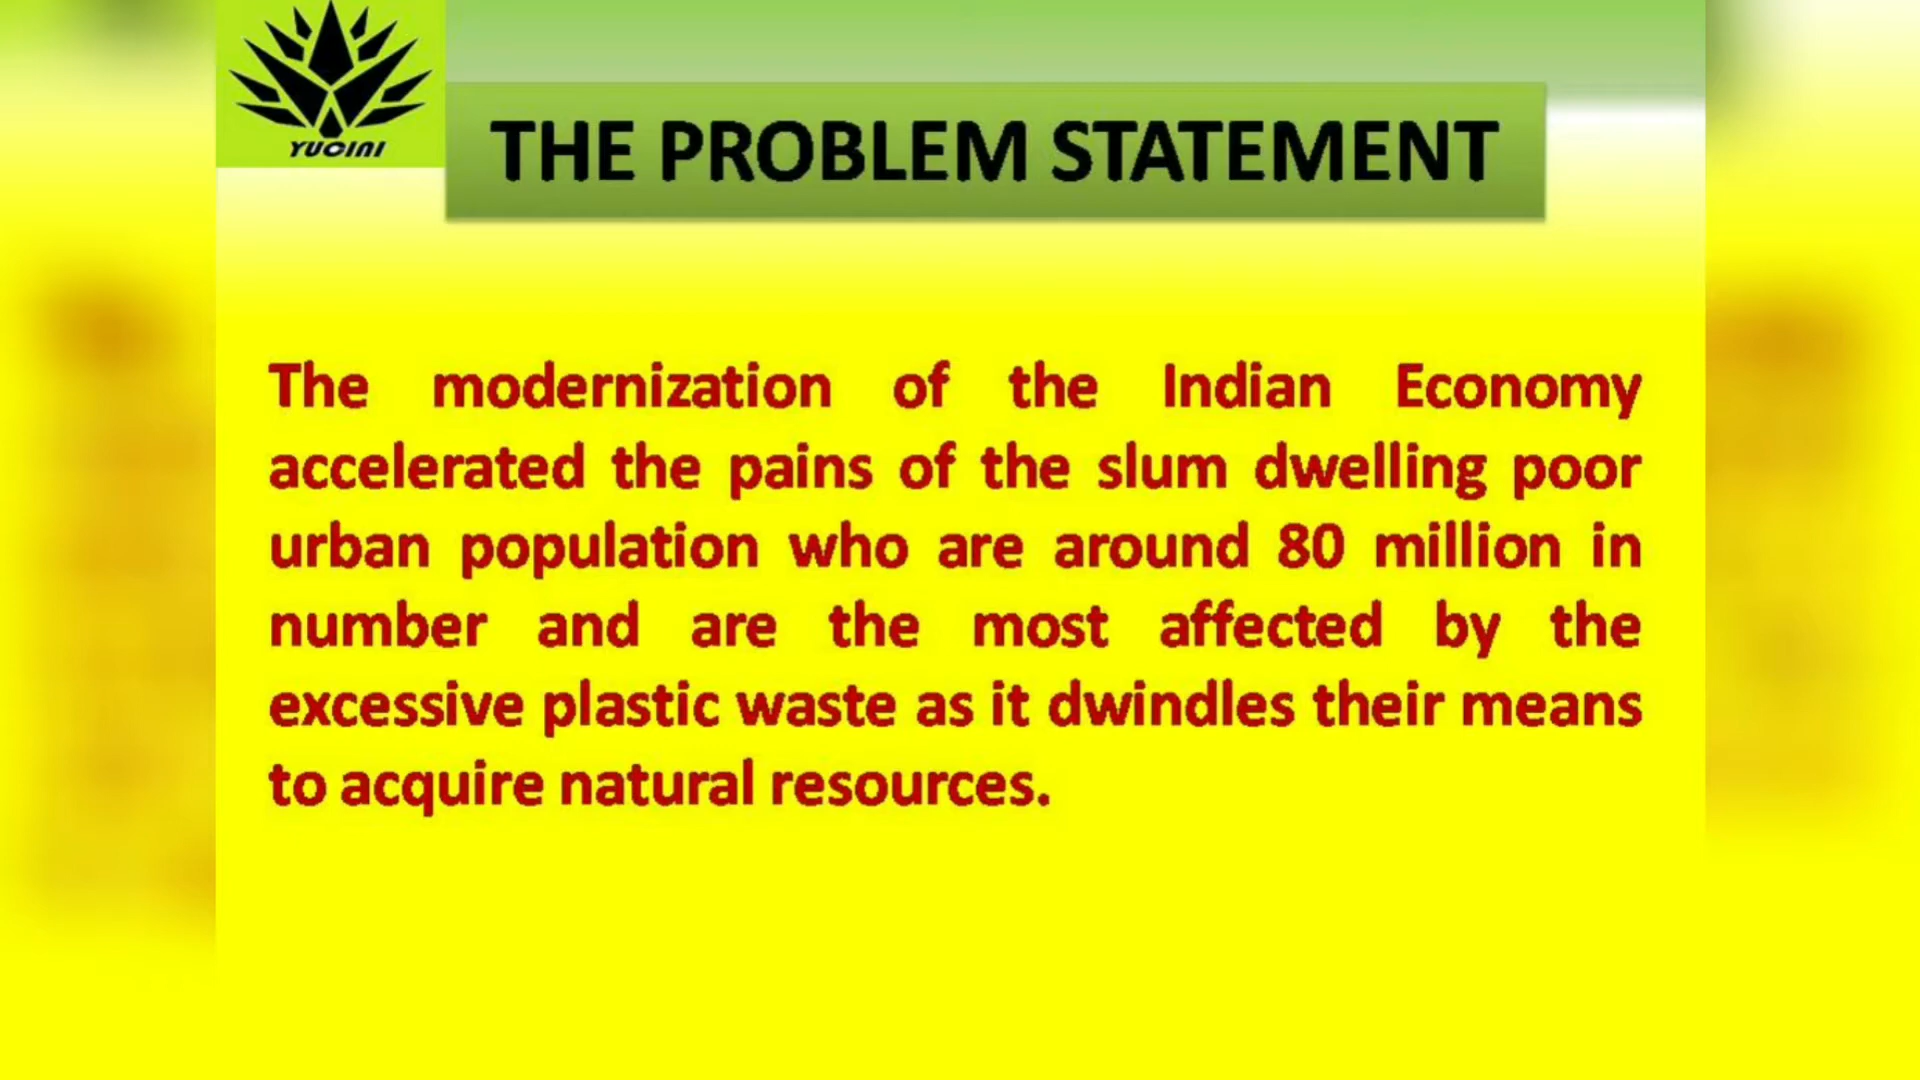 YUCINI
THE PROBLEM STATEMENT
The modernization of the Indian Economy
accelerated the pains of the slum dwelling poor
urban population who are around 80 million in
number and are the most affected by the
excessive plastic waste as it dwindles their means
to acquire natural resources.